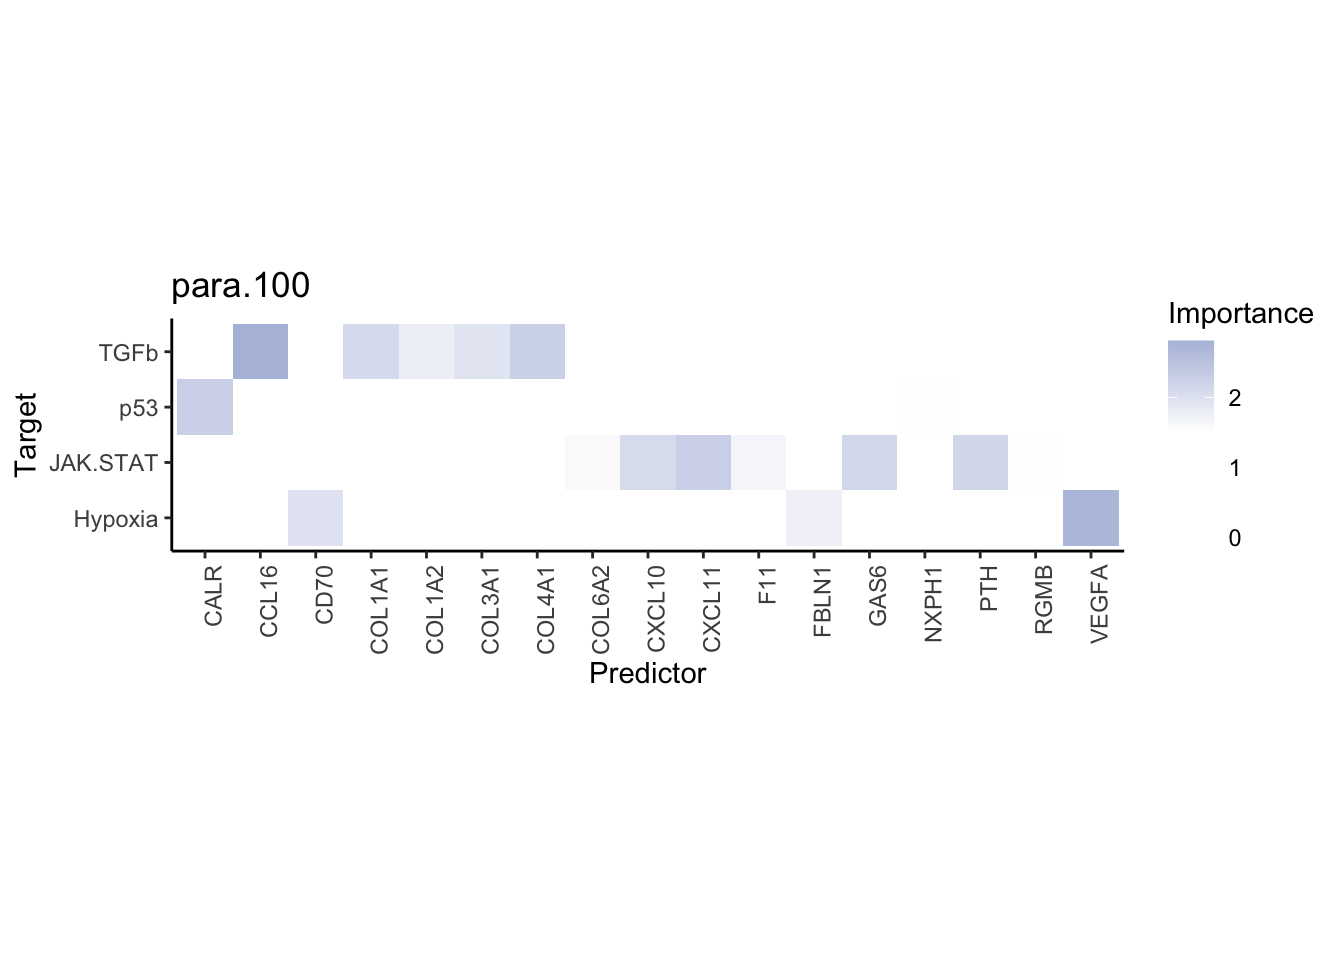 para.100
Target
TGFb
p53
JAK.STAT
Hypoxia
CALR
CCL16
CD70
COL1A1
COL1A2
COL3A1
COL4A1
COL6A2
CXCL10
CXCL11
F11
FBLN1
GAS6
NXPH1
PTH
RGMB
VEGFA
Predictor
Importance
2
1
0